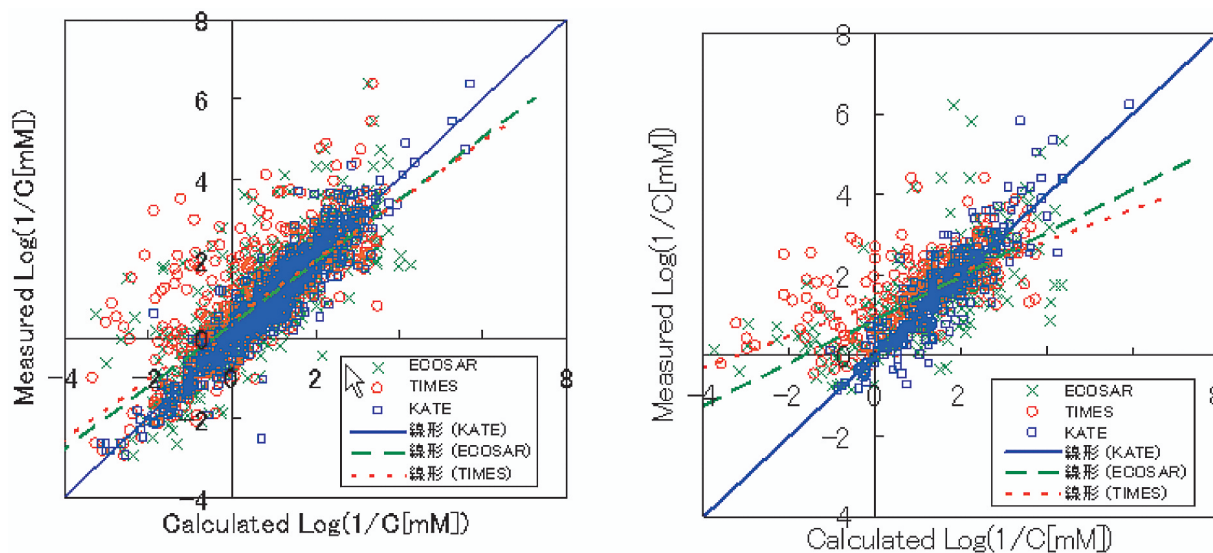 8
6
4
2
0
-2
-4
-4
-2
0
2
8
Measured Log(1/C[mM])
Calculated Log(1/C[mM])
ECOSAR
TIMES
KATE
線形 (KATE)
線形 (ECOSAR)
線形 (TIMES)
8
6
4
2
0
-2
-4
-4
-2
0
2
8
Measured Log(1/C[mM])
Calculated Log(1/C[mM])
ECOSAR
TIMES
KATE
線形 (KATE)
線形 (ECOSAR)
線形 (TIMES)